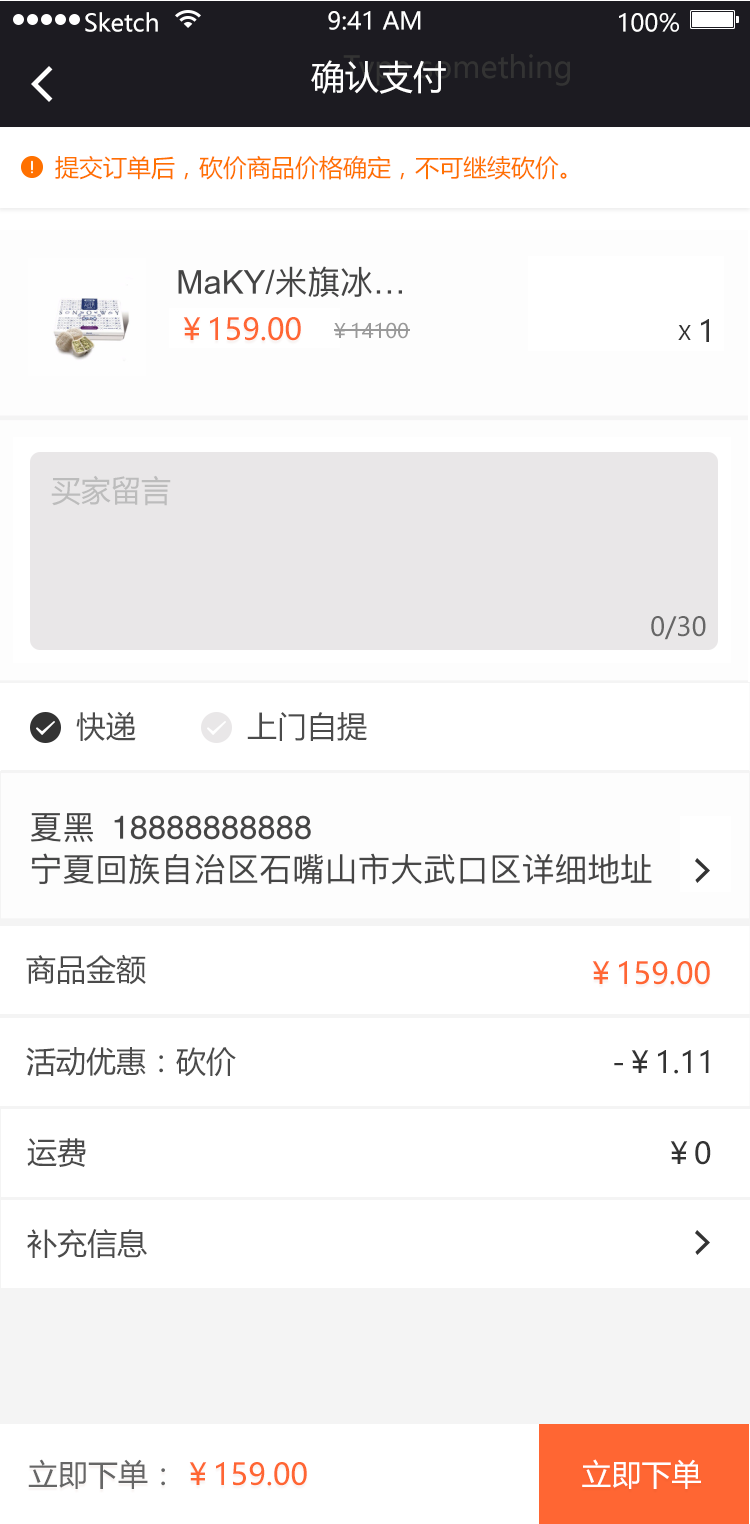 Sketch 9:41 AM 100%
确认支付
Type something
提交订单后，砍价商品价格确定，不可继续砍价。
MaKY/米旗冰…
¥ 159.00 ¥ 14100 x 1
买家留言
0/30
快递 上门自提
夏黑 18888888888
宁夏回族自治区石嘴山市大武口区详细地址
商品金额 ¥ 159.00
活动优惠：砍价 - ¥ 1.11
运费 ¥ 0
补充信息
立即下单： ¥ 159.00 立即下单